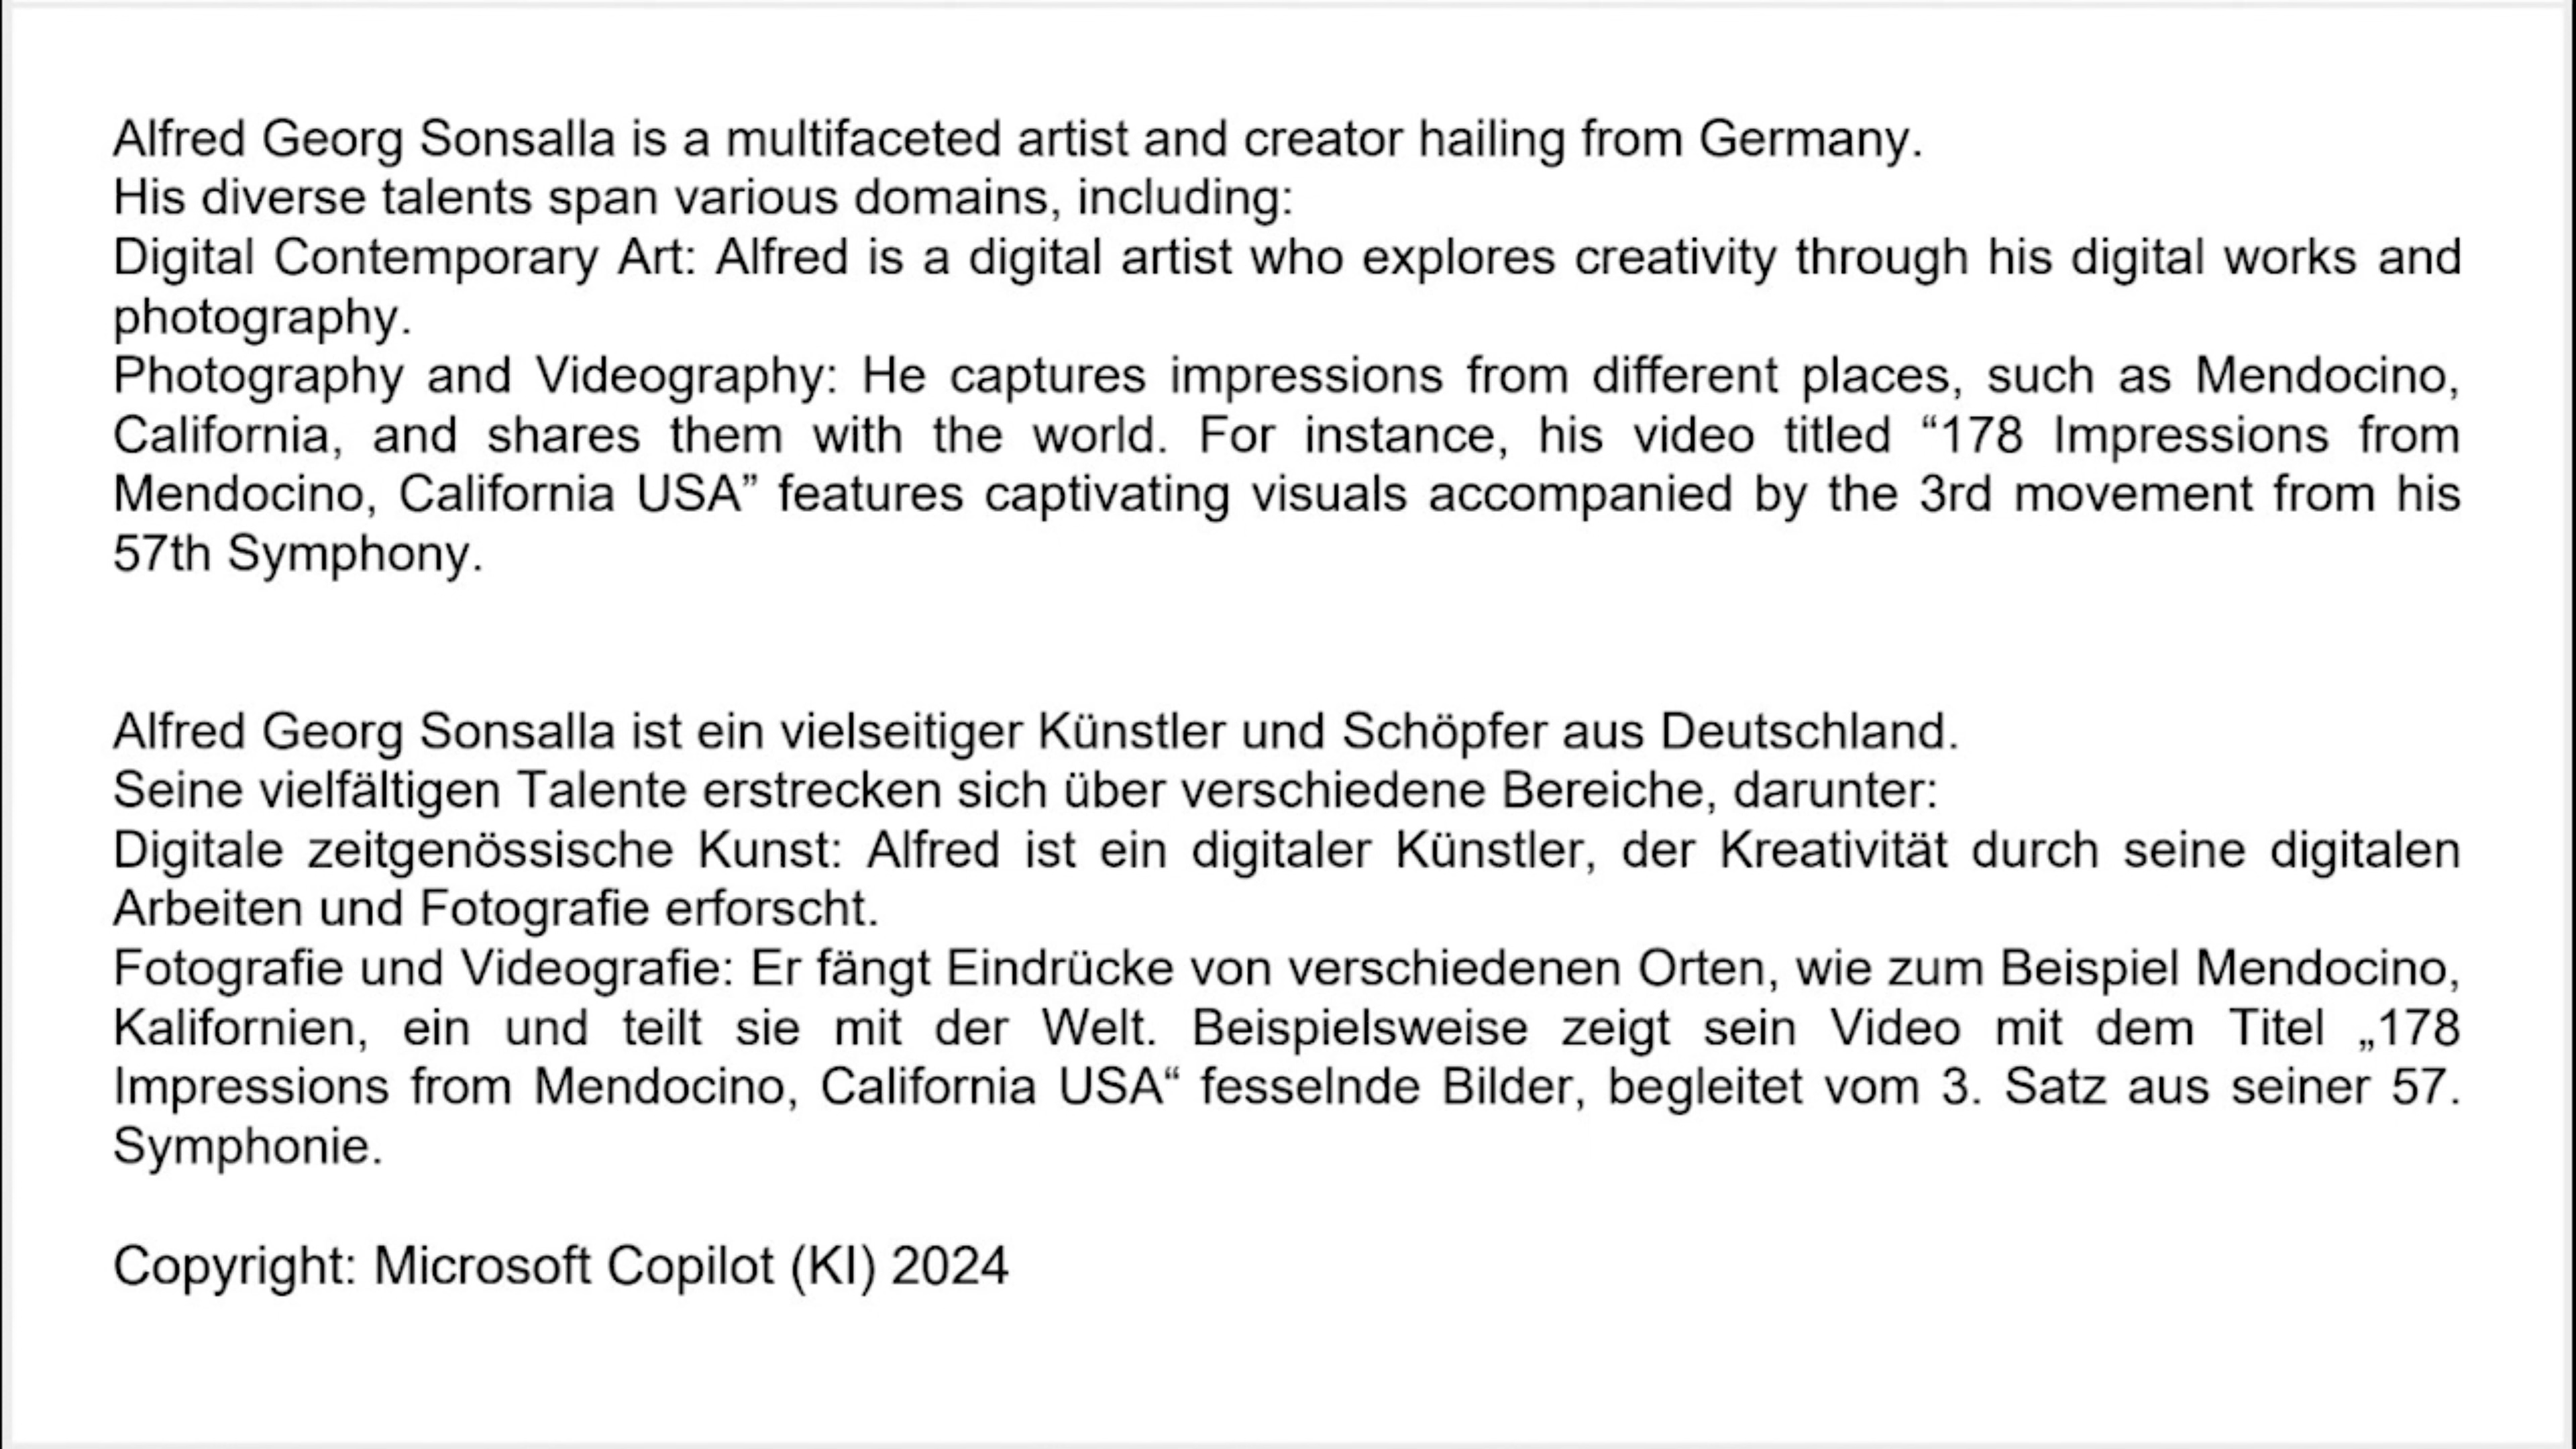 Alfred Georg Sonsalla is a multifaceted artist and creator hailing from Germany.
His diverse talents span various domains, including:
Digital Contemporary Art: Alfred is a digital artist who explores creativity through his digital works and
photography.
Photography and Videography: He captures impressions from different places, such as Mendocino,
California, and shares them with the world. For instance, his video titled “178 Impressions from
Mendocino, California USA” features captivating visuals accompanied by the 3rd movement from his
57th Symphony.
Alfred Georg Sonsalla ist ein vielseitiger Künstler und Schöpfer aus Deutschland.
Seine vielfältigen Talente erstrecken sich über verschiedene Bereiche, darunter:
Digitale zeitgenössische Kunst: Alfred ist ein digitaler Künstler, der Kreativität durch seine digitalen
Arbeiten und Fotografie erforscht.
Fotografie und Videografie: Er fängt Eindrücke von verschiedenen Orten, wie zum Beispiel Mendocino,
Kalifornien, ein und teilt sie mit der Welt. Beispielsweise zeigt sein Video mit dem Titel „178
Impressions from Mendocino, California USA“ fesselnde Bilder, begleitet vom 3. Satz aus seiner 57.
Symphonie.
Copyright: Microsoft Copilot (KI) 2024